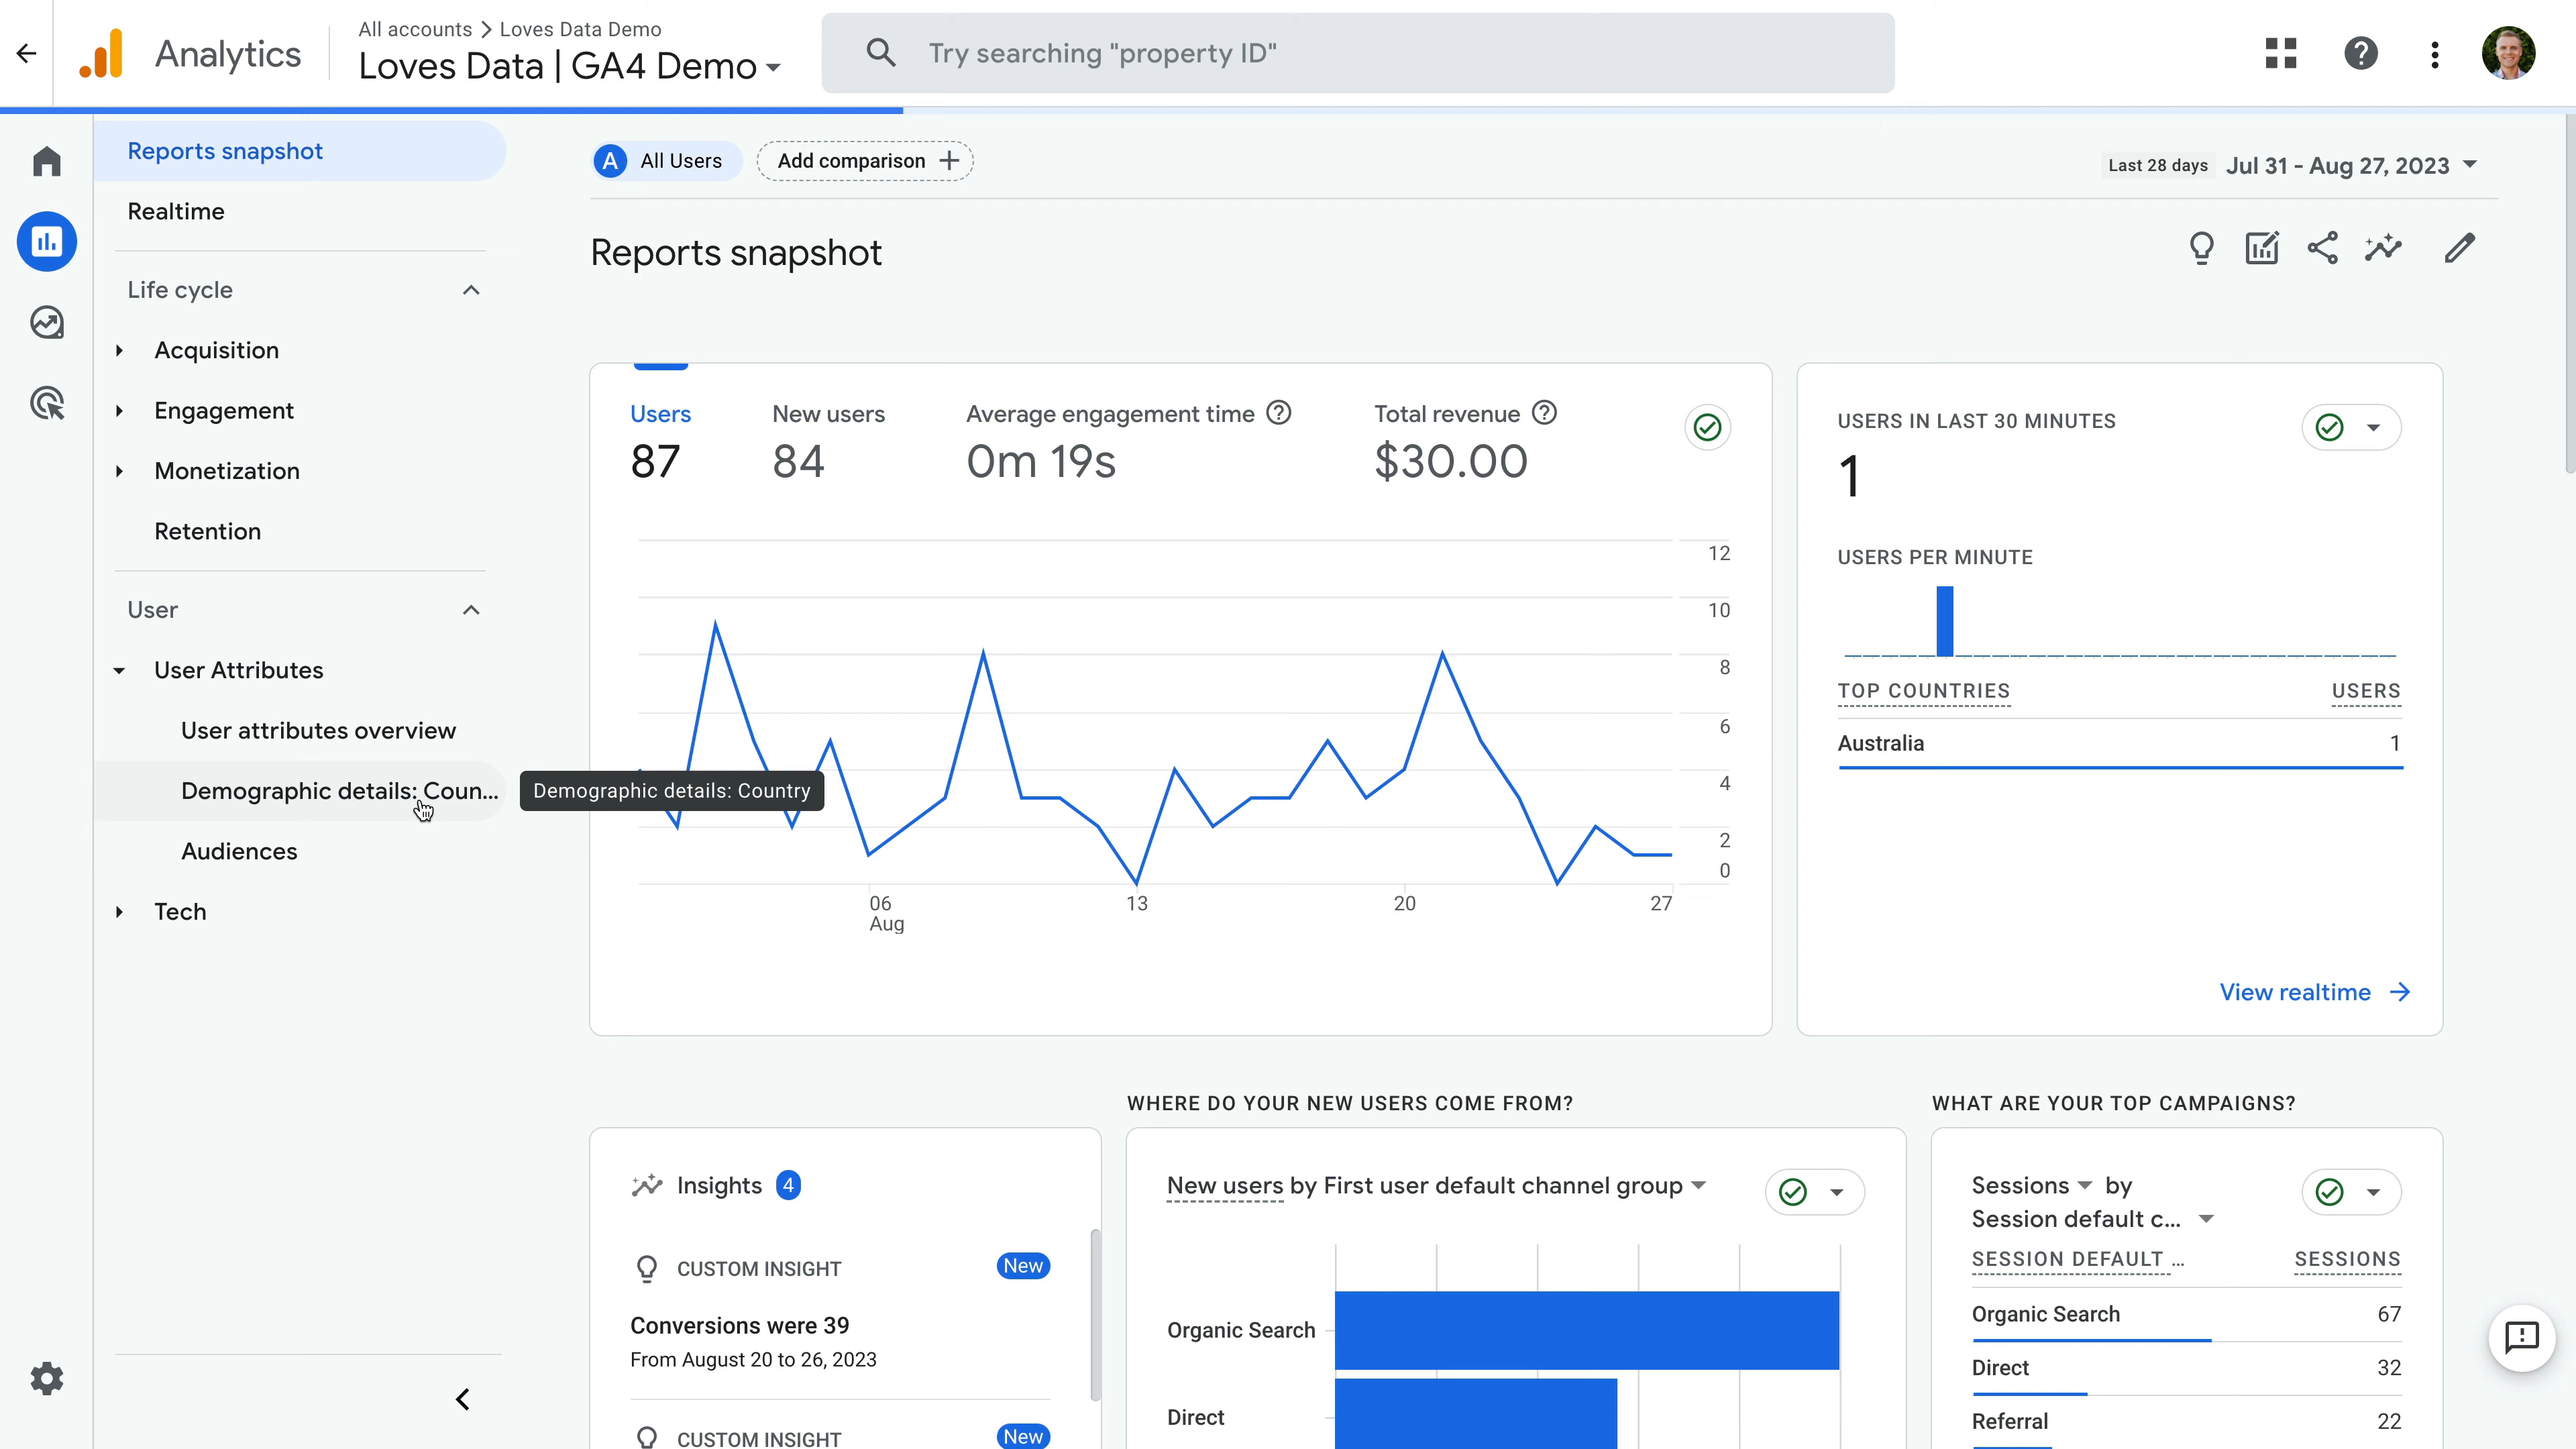 Analytics
All accounts > Loves Data Demo
Loves Data | GA4 Demo
Try searching "property ID"
Reports snapshot
Realtime
Life cycle
Acquisition
Engagement
Monetization
Retention
User
User Attributes
User attributes overview
Demographic details: Coun...
Audiences
Tech
A All Users
Add comparison +
Last 28 days Jul 31 - Aug 27, 2023
Reports snapshot
Users
87
New users
84
Average engagement time
0m 19s
Total revenue
$30.00
12
10
8
6
4
2
0
06
Aug
13
20
27
Demographic details: Country
USERS IN LAST 30 MINUTES
1
USERS PER MINUTE
TOP COUNTRIES USERS
Australia 1
View realtime
Insights 4
CUSTOM INSIGHT New
Conversions were 39
From August 20 to 26, 2023
CUSTOM INSIGHT New
WHERE DO YOUR NEW USERS COME FROM?
New users by First user default channel group
Organic Search
Direct
WHAT ARE YOUR TOP CAMPAIGNS?
Sessions by
Session default c...
SESSION DEFAULT ... SESSIONS
Organic Search 67
Direct 32
Referral 22